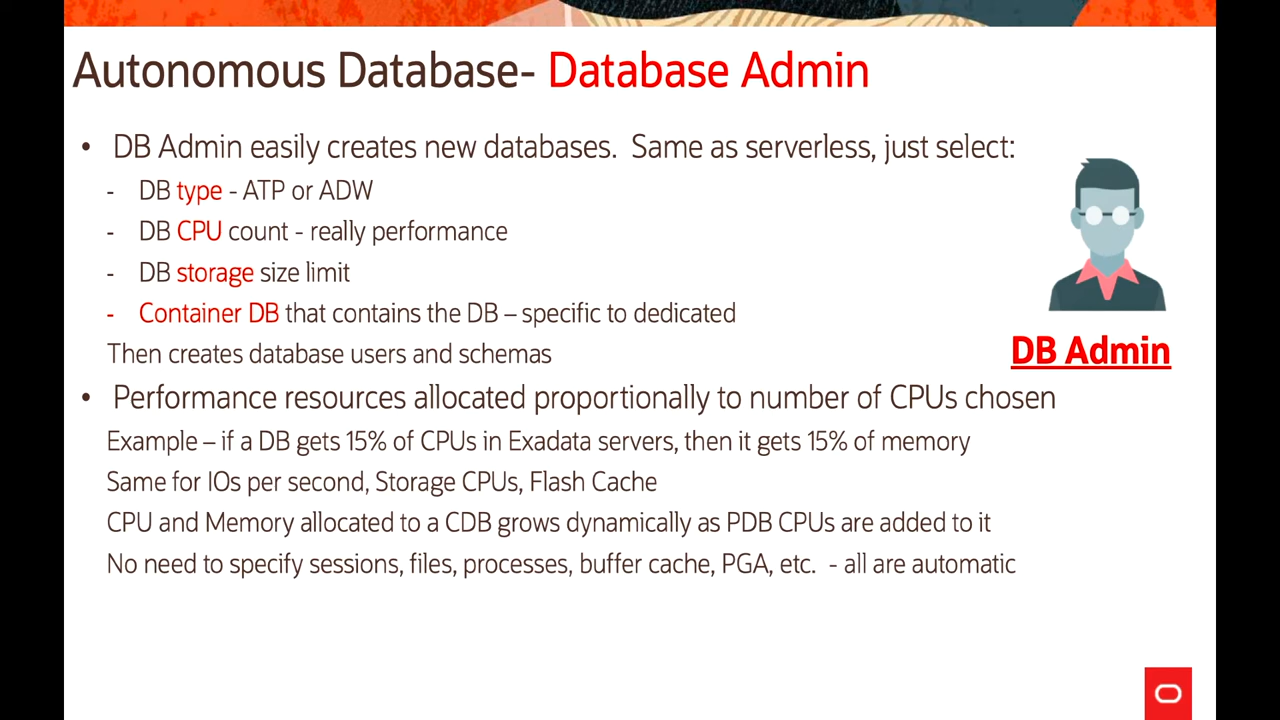 Autonomous Database- Database Admin
• DB Admin easily creates new databases. Same as serverless, just select:
- DB type - ATP or ADW
- DB CPU count - really performance
- DB storage size limit
- Container DB that contains the DB – specific to dedicated
Then creates database users and schemas
DB Admin
• Performance resources allocated proportionally to number of CPUs chosen
Example – if a DB gets 15% of CPUs in Exadata servers, then it gets 15% of memory
Same for IOs per second, Storage CPUs, Flash Cache
CPU and Memory allocated to a CDB grows dynamically as PDB CPUs are added to it
No need to specify sessions, files, processes, buffer cache, PGA, etc. - all are automatic